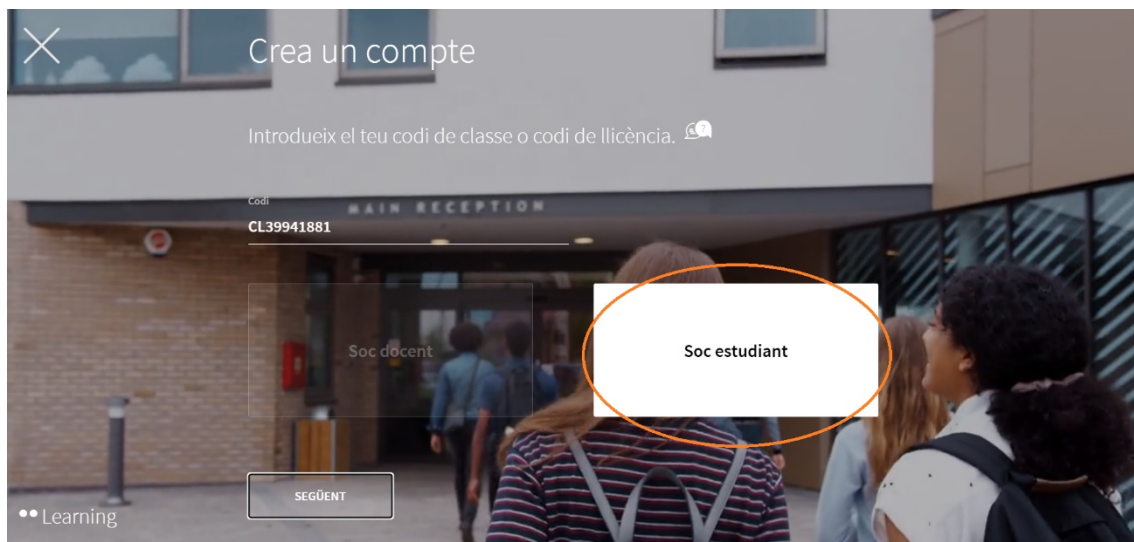 Crea un compte
Introdueix el teu codi de classe o codi de llicència.
Codi
MAIN RECEPTION
CL39941881
Soc docent
Soc estudiant
SEGÜENT
Learning